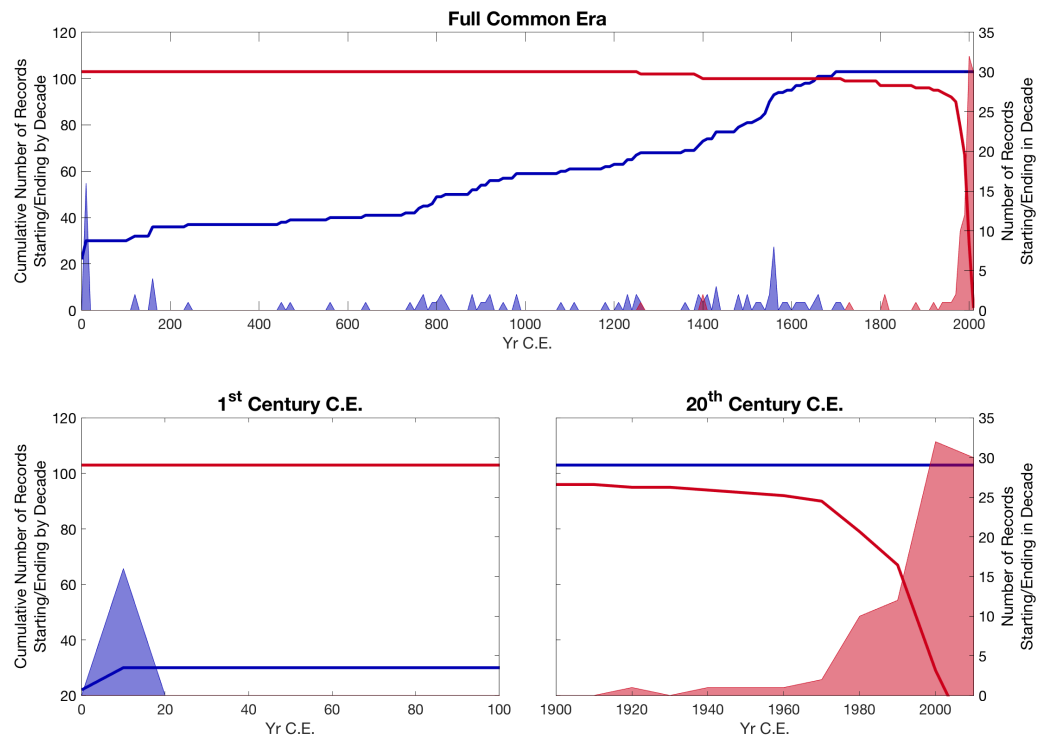 Full Common Era
120
100
80
60
40
20
0
Cumulative Number of Records
Starting/Ending by Decade
35
30
25
20
15
10
5
0
Number of Records
Starting/Ending in Decade
0 200 400 600 800 1000 1200 1400 1600 1800 2000
Yr C.E.
1st Century C.E.
120
100
80
60
40
20
Cumulative Number of Records
Starting/Ending by Decade
0 20 40 60 80 100
Yr C.E.
20th Century C.E.
35
30
25
20
15
10
5
0
Number of Records
Starting/Ending in Decade
1900 1920 1940 1960 1980 2000
Yr C.E.